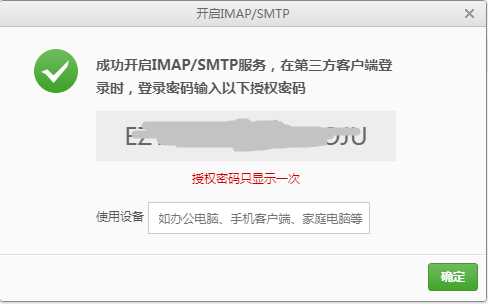 开启IMAP/SMTP
成功开启IMAP/SMTP服务，在第三方客户端登
录时，登录密码输入以下授权密码
授权密码只显示一次
使用设备
如办公电脑、手机客户端、家庭电脑等
确定